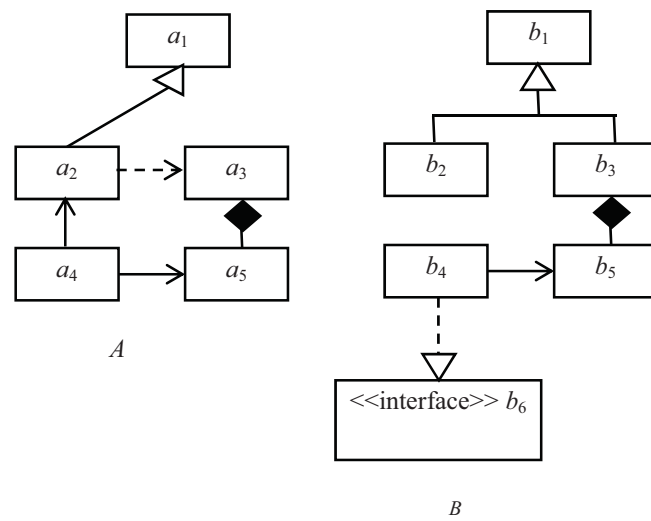 a₁
a₂
a₃
a₄
a₅
A
b₁
b₂
b₃
b₄
b₅
<<interface>> b₆
B